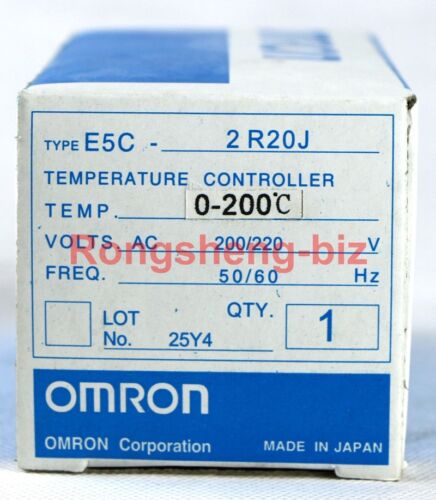 TYPE E5C - 2 R20J
TEMPERATURE CONTROLLER
TEMP. 0-200℃
VOLTS. AC 200/220 V
Rongsheng-biz
FREQ. 50/60 Hz
LOT No. 25Y4
QTY. 1
OMRON
OMRON Corporation
MADE IN JAPAN